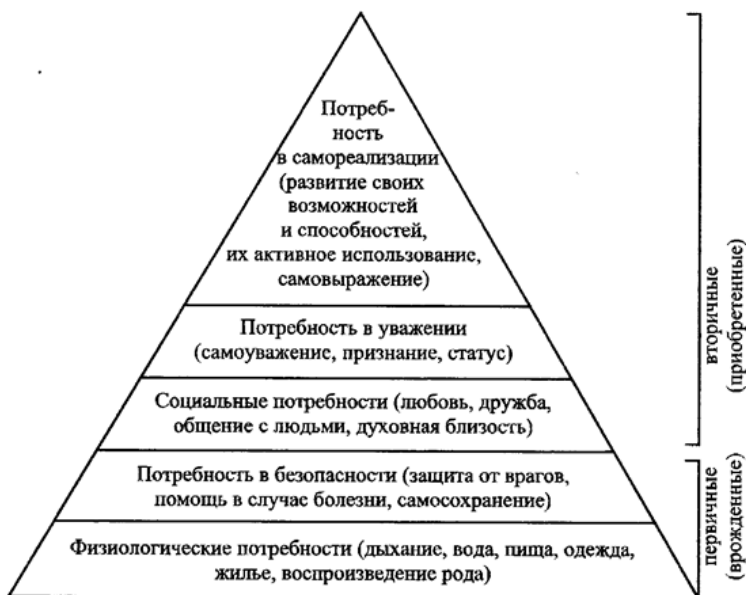 Потреб-
ность
в самореализации
(развитие своих
возможностей
и способностей,
их активное использование,
самовыражение)
Потребность в уважении
(самоуважение, признание, статус)
Социальные потребности (любовь, дружба,
общение с людьми, духовная близость)
Потребность в безопасности (защита от врагов,
помощь в случае болезни, самосохранение)
Физиологические потребности (дыхание, вода, пища, одежда,
жилье, воспроизведение рода)
вторичные
(приобретенные)
первичные
(врожденные)